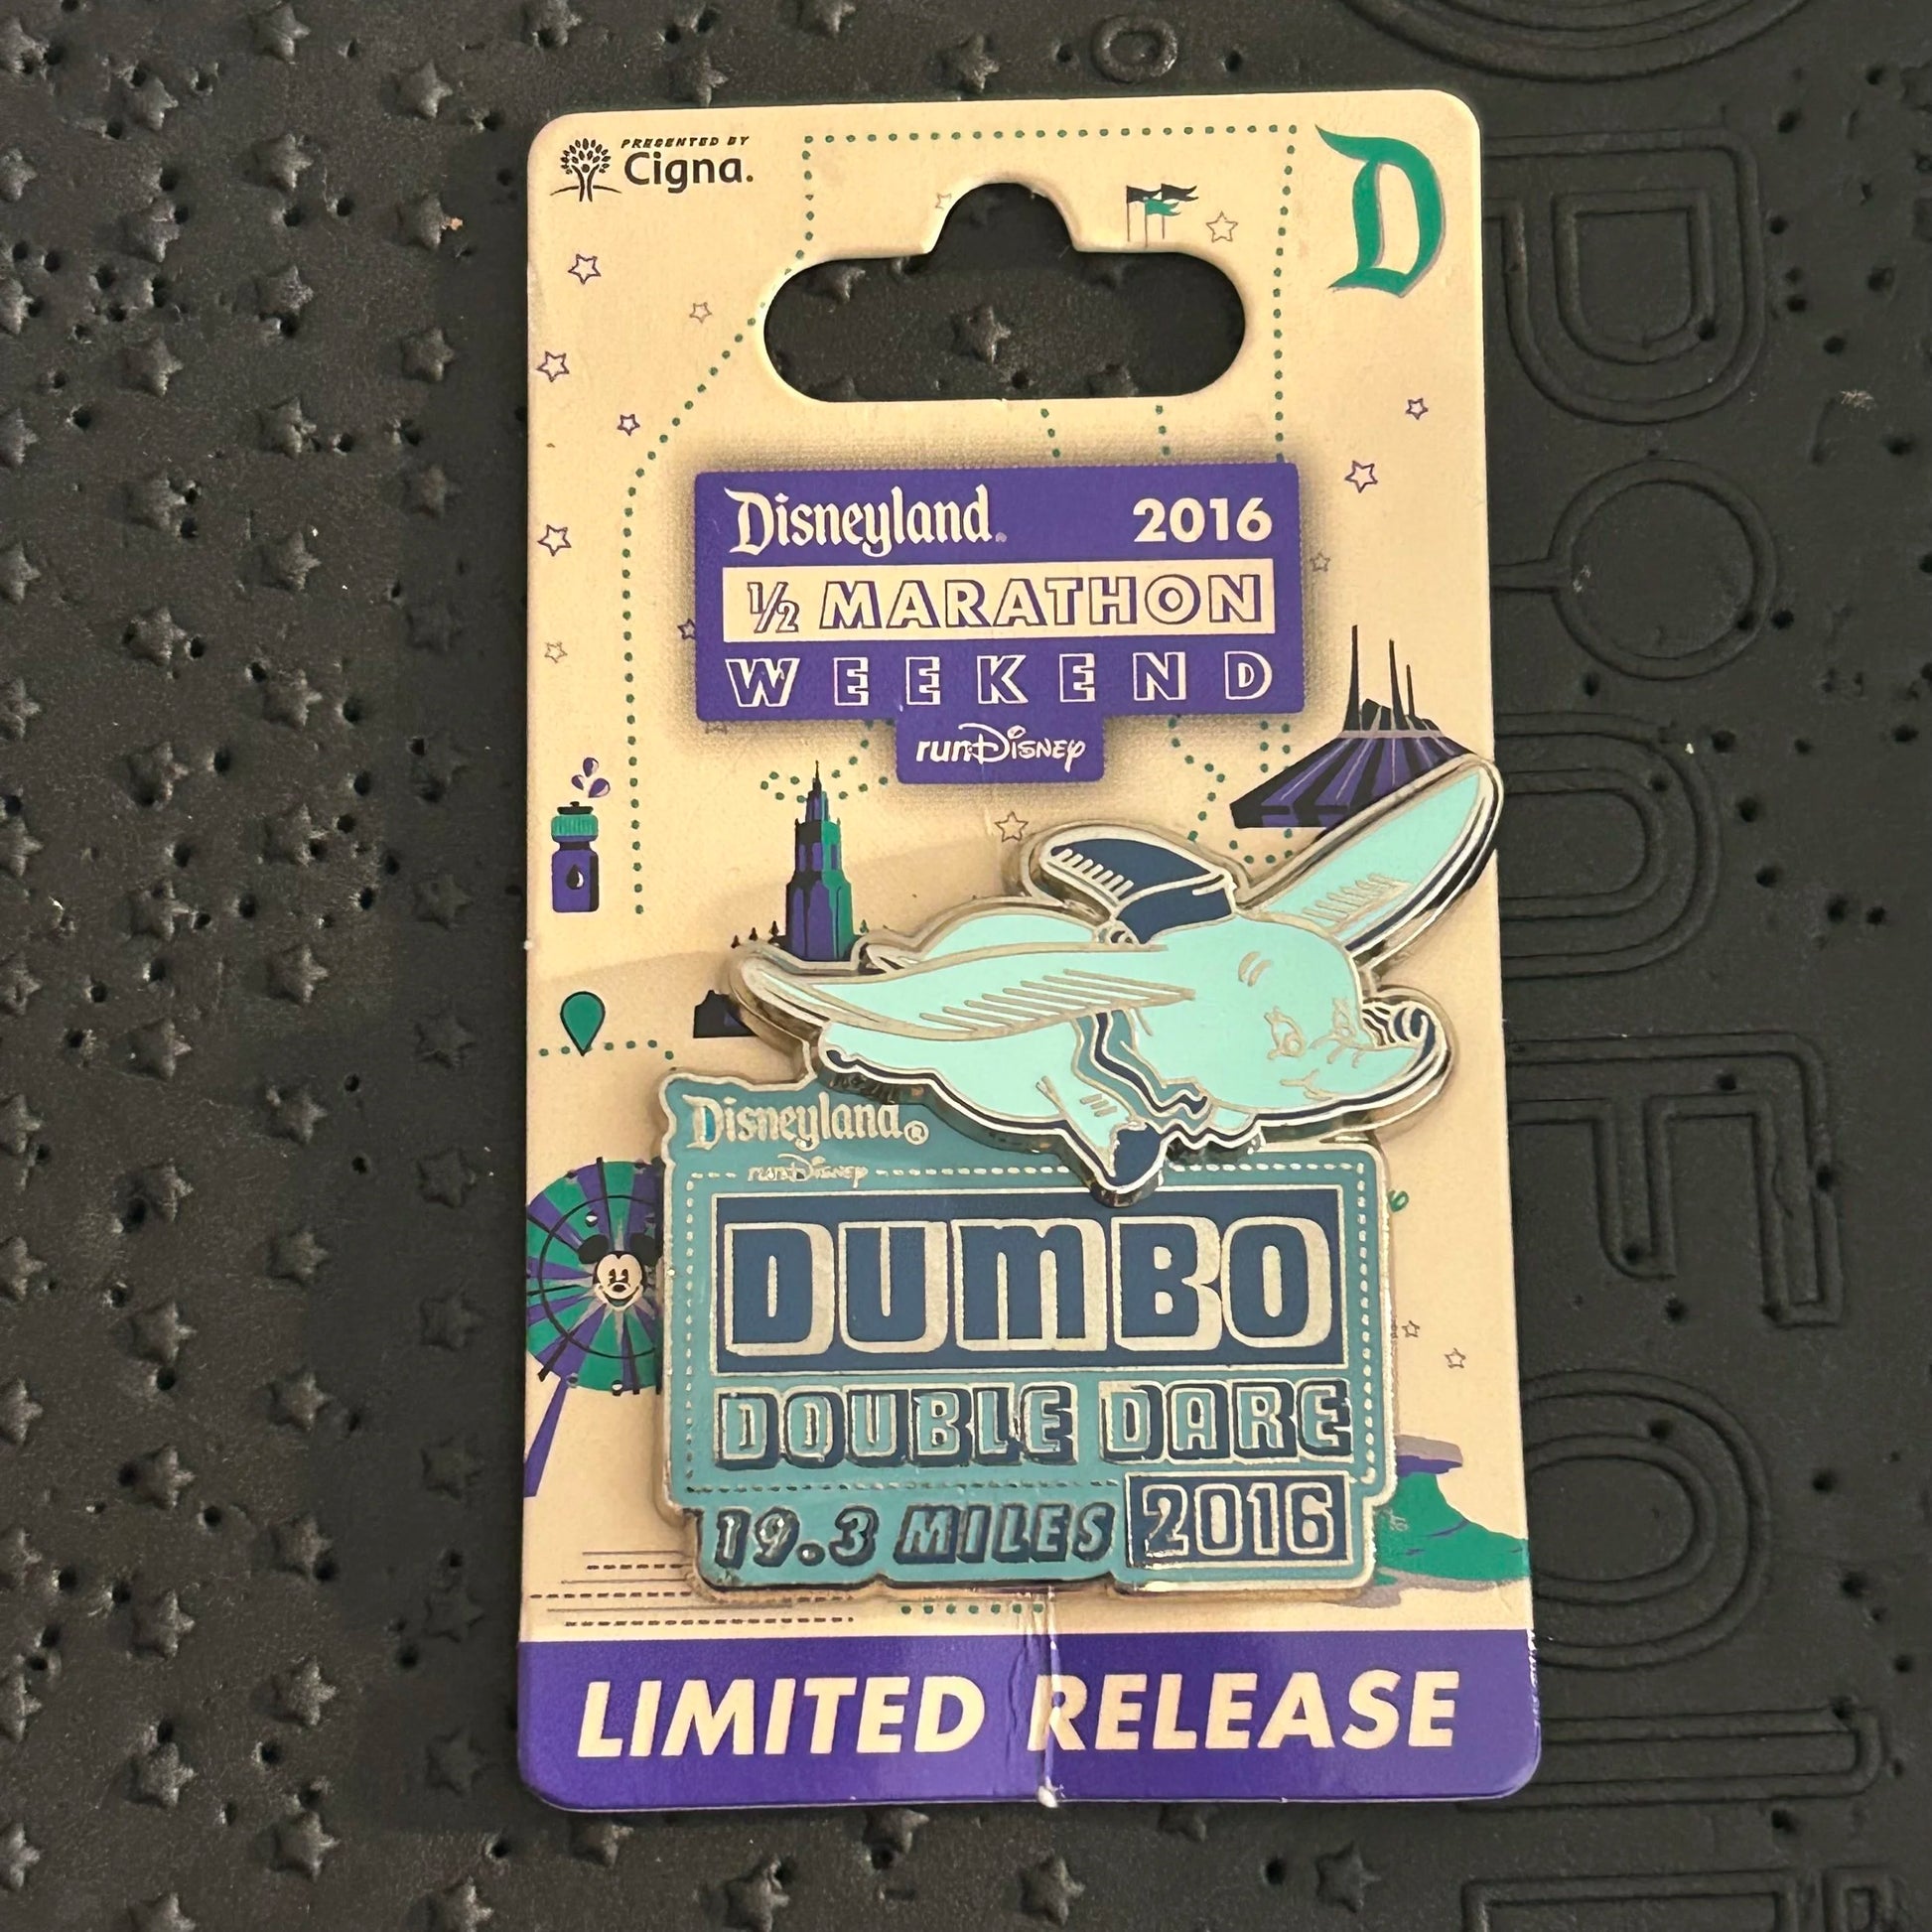 PRESENTED BY
Cigna.
D
Disneyland® 2016
1/2 MARATHON
WEEKEND
runDisney
Disneyland®
runDisney
DUMBO
DOUBLE DARE
19.3 MILES 2016
LIMITED RELEASE